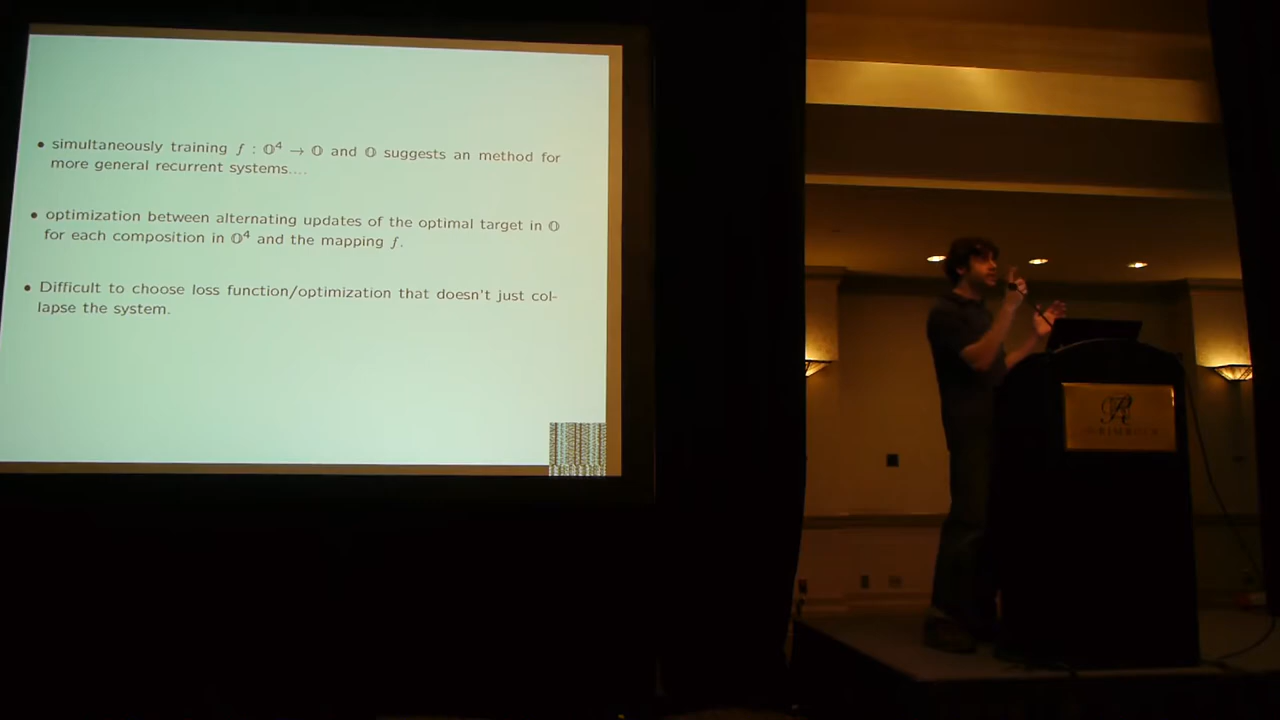 • simultaneously training f : 𝕆⁴ → 𝕆 and 𝕆 suggests an method for
more general recurrent systems....
• optimization between alternating updates of the optimal target in 𝕆
for each composition in 𝕆⁴ and the mapping f.
• Difficult to choose loss function/optimization that doesn't just col-
lapse the system.